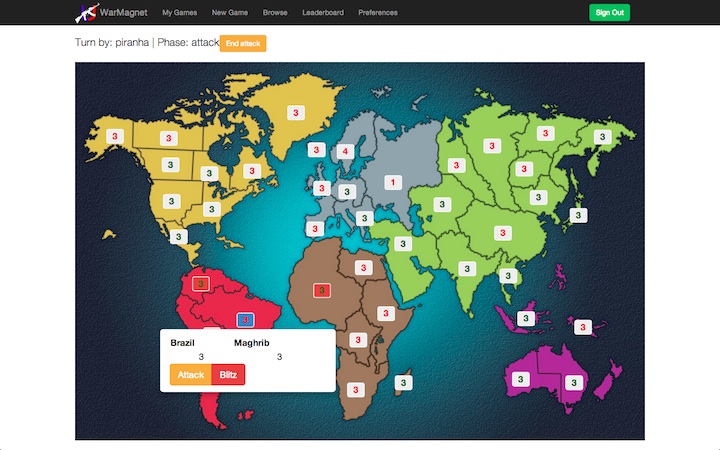 WarMagnet My Games New Game Browse Leaderboard Preferences Sign Out
Turn by: piranha | Phase: attack End attack
3
3 3 3 3
3 4 3
3 3 3 3 3
3 3 1
3 3 3
3 3 3 3
3 3 3
3 3
3 3 3 3
3 3
3 3
3 3
Brazil Maghrib
3 3
3
Attack Blitz
3 3 3 3